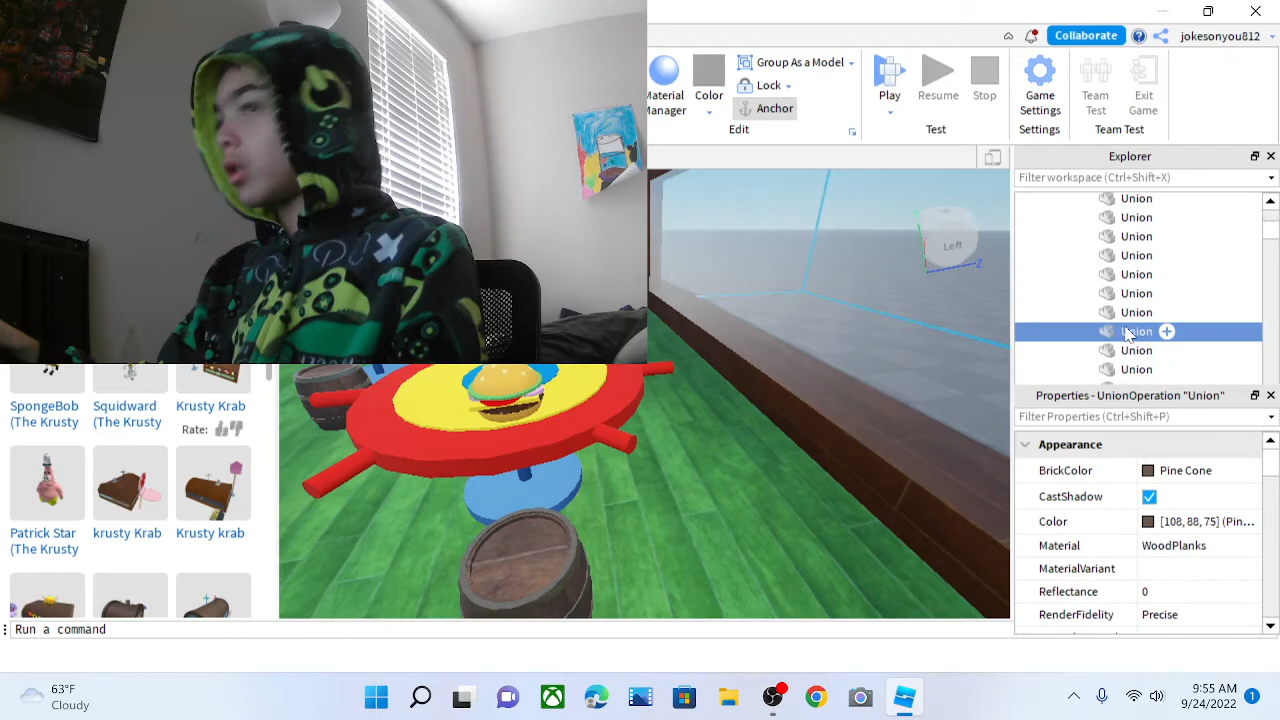 Collaborate
jokesonyou812
Material
Manager
Color
Group As a Model
Lock
Anchor
Edit
Play
Resume
Stop
Test
Game
Settings
Settings
Team
Test
Exit
Game
Team Test
Explorer
Filter workspace (Ctrl+Shift+X)
Union
Union
Union
Union
Union
Union
Union
Union
Union
Union
Left
Z
Properties - UnionOperation "Union"
Filter Properties (Ctrl+Shift+P)
Appearance
BrickColor Pine Cone
CastShadow
Color [108, 88, 75] (Pin...
Material WoodPlanks
MaterialVariant
Reflectance 0
RenderFidelity Precise
SpongeBob
(The Krusty
Squidward
(The Krusty
Krusty Krab
Rate:
Patrick Star
(The Krusty
krusty Krab
Krusty krab
Run a command
63°F
Cloudy
9:55 AM
9/24/2022
1